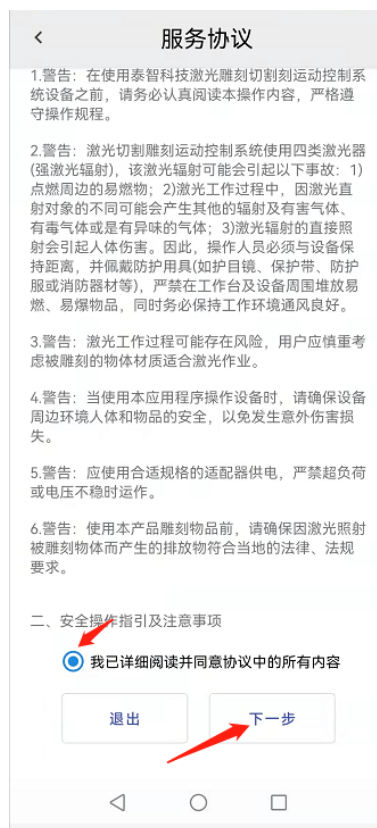 服务协议
1.警告：在使用泰智科技激光雕刻切割刻运动控制系
统设备之前，请务必认真阅读本操作内容，严格遵
守操作规程。
2.警告：激光切割雕刻运动控制系统使用四类激光器
(强激光辐射)，该激光辐射可能会引起以下事故：1)
点燃周边的易燃物；2)激光工作过程中，因激光直
射对象的不同可能会产生其他的辐射及有害气体、
有毒气体或是有异味的气体；3)激光辐射的直接照
射会引起人体伤害。因此，操作人员必须与设备保
持距离，并佩戴防护用具(如护目镜、保护带、防护
服或消防器材等)，严禁在工作台及设备周围堆放易
燃、易爆物品，同时务必保持工作环境通风良好。
3.警告：激光工作过程可能存在风险，用户应慎重考
虑被雕刻的物体材质适合激光作业。
4.警告：当使用本应用程序操作设备时，请确保设备
周边环境人体和物品的安全，以免发生意外伤害损
失。
5.警告：应使用合适规格的适配器供电，严禁超负荷
或电压不稳时运作。
6.警告：使用本产品雕刻物品前，请确保因激光照射
被雕刻物体而产生的排放物符合当地的法律、法规
要求。
二、安全操作指引及注意事项
我已详细阅读并同意协议中的所有内容
退出
下一步